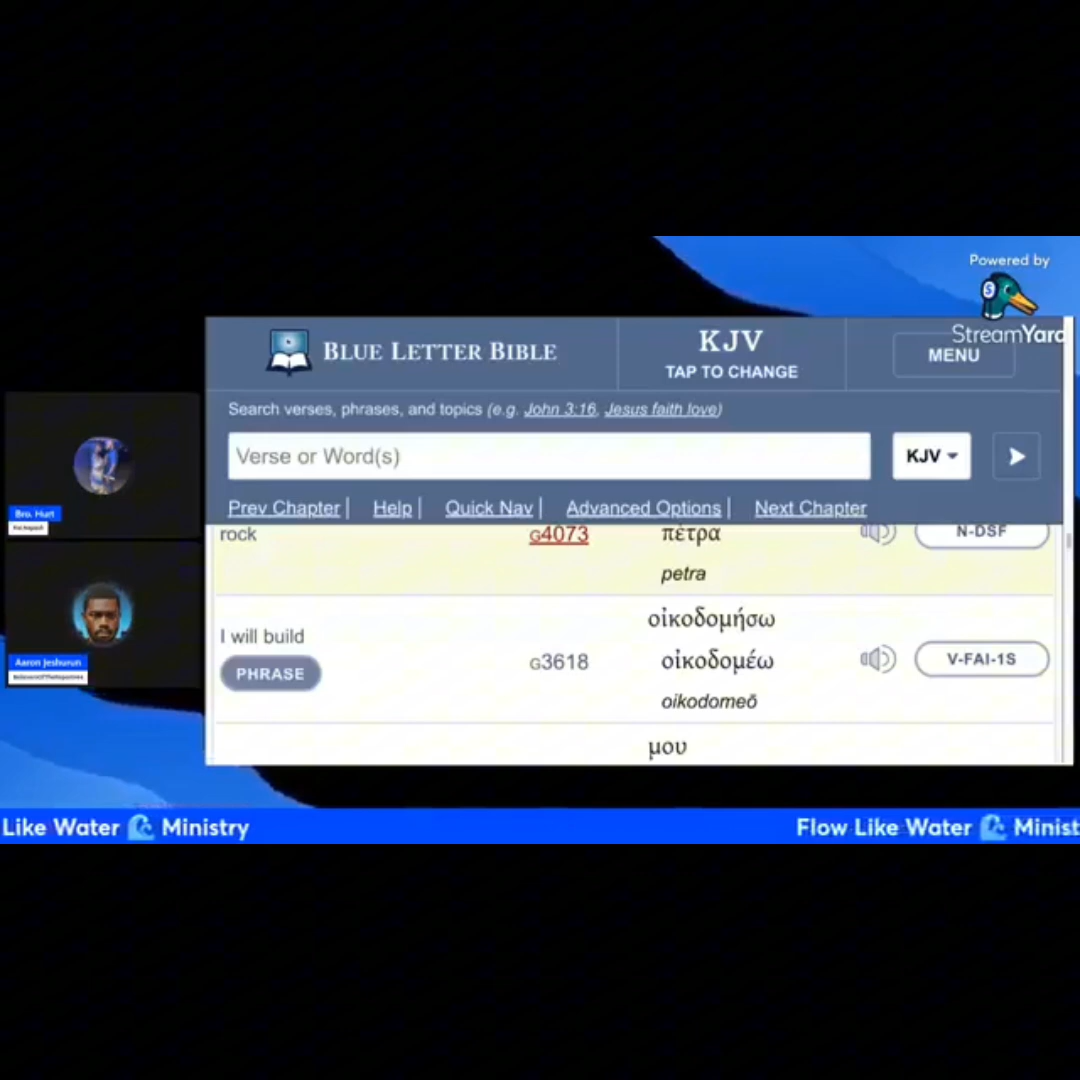 Powered by
StreamYard
BLUE LETTER BIBLE
KJV
TAP TO CHANGE
MENU
Search verses, phrases, and topics (e.g. John 3:16, Jesus faith love)
Verse or Word(s)
KJV
Prev Chapter | Help | Quick Nav | Advanced Options | Next Chapter
rock G4073 πέτρα N-DSF
petra
οἰκοδομήσω
I will build
PHRASE G3618 οἰκοδομέω V-FAI-1S
oikodomeō
μου
Bro. Hurt
Aaron Jeshurun
Like Water 🌊 Ministry Flow Like Water 🌊 Minist